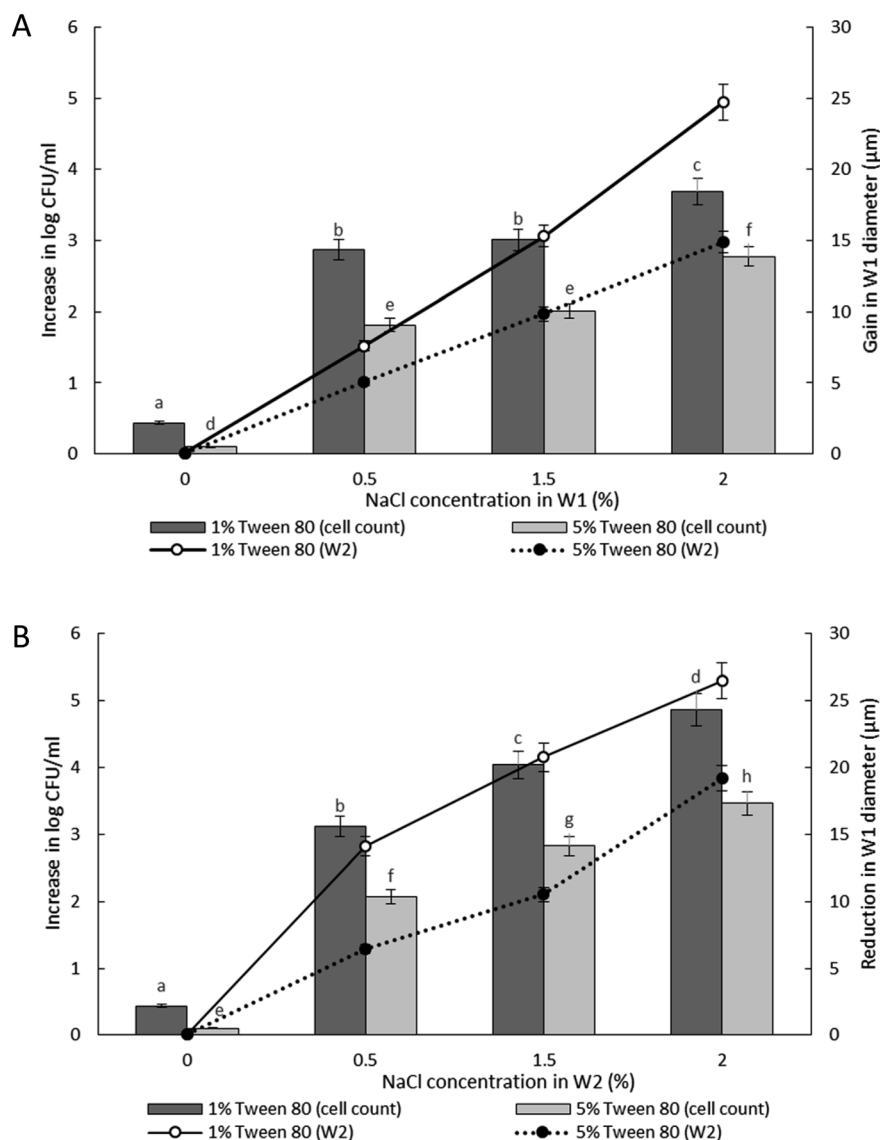 A
6
5
4
3
2
1
0
Increase in log CFU/ml
30
25
20
15
10
5
0
Gain in W1 diameter (µm)
a
d
b
e
b
e
c
f
0 0.5 1.5 2
NaCl concentration in W1 (%)
1% Tween 80 (cell count) 5% Tween 80 (cell count)
1% Tween 80 (W2) 5% Tween 80 (W2)
B
6
5
4
3
2
1
0
Increase in log CFU/ml
30
25
20
15
10
5
0
Reduction in W1 diameter (µm)
a
e
b
f
c
g
d
h
0 0.5 1.5 2
NaCl concentration in W2 (%)
1% Tween 80 (cell count) 5% Tween 80 (cell count)
1% Tween 80 (W2) 5% Tween 80 (W2)